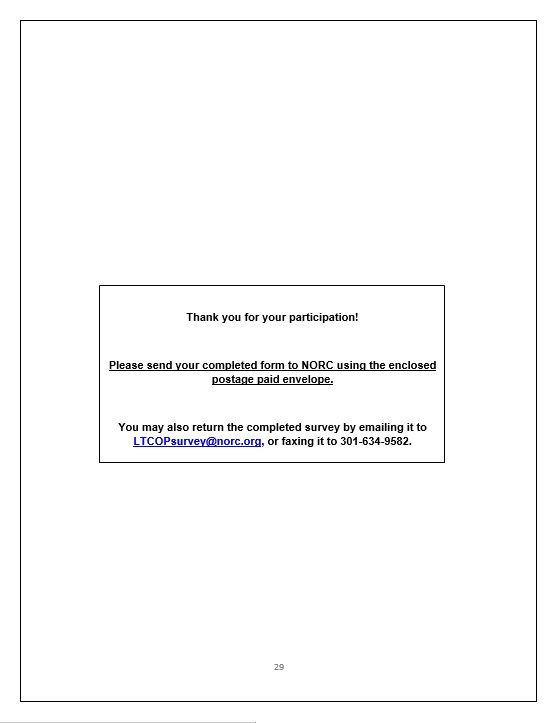 Thank you for your participation!
Please send your completed form to NORC using the enclosed
postage paid envelope.
You may also return the completed survey by emailing it to
LTCOPsurvey@norc.org, or faxing it to 301-634-9582.
29